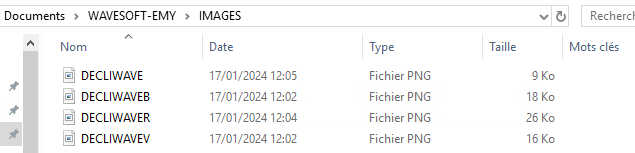 Documents > WAVESOFT-EMY > IMAGES
Recherc
Nom Date Type Taille Mots clés
DECLIWAVE 17/01/2024 12:05 Fichier PNG 9 Ko
DECLIWAVEB 17/01/2024 12:02 Fichier PNG 18 Ko
DECLIWAVER 17/01/2024 12:04 Fichier PNG 26 Ko
DECLIWAVEV 17/01/2024 12:02 Fichier PNG 16 Ko